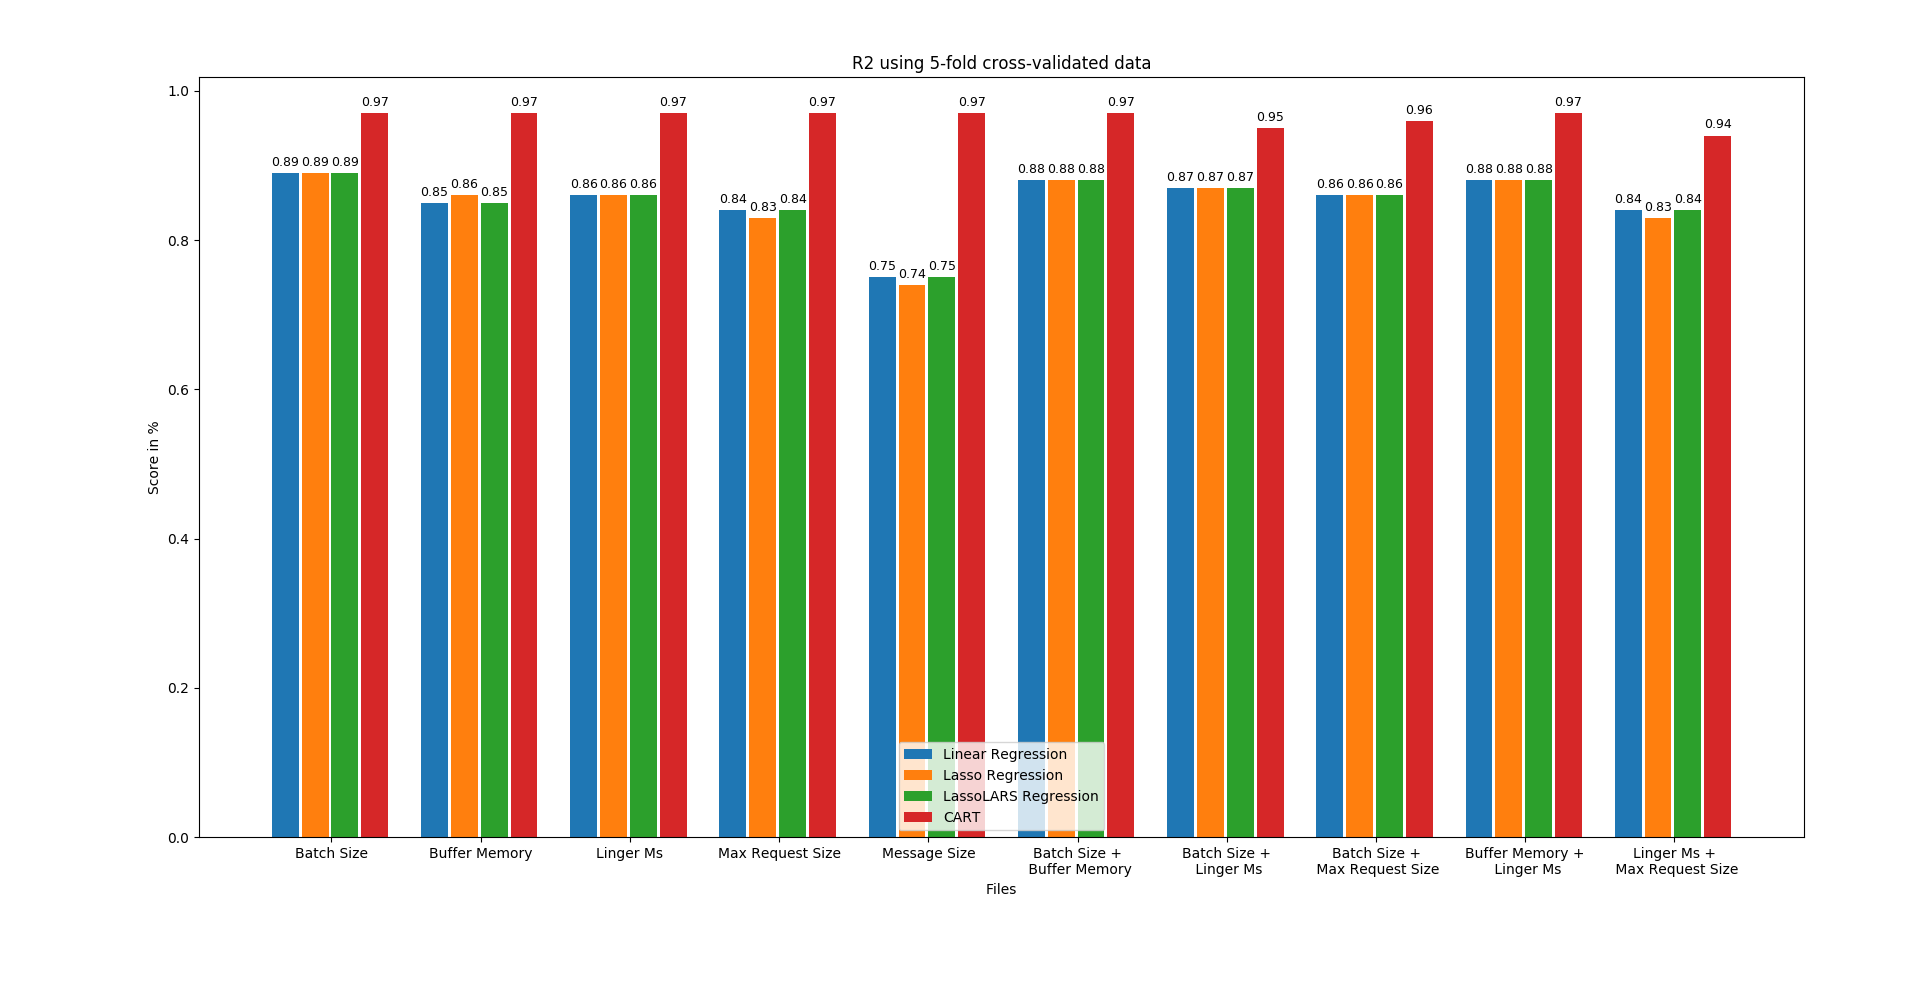 R2 using 5-fold cross-validated data
1.0
0.8
0.6
0.4
0.2
0.0
Score in %
0.89 0.89 0.89 0.97
0.85 0.86 0.85 0.97
0.86 0.86 0.86 0.97
0.84 0.83 0.84 0.97
0.75 0.74 0.75 0.97
0.88 0.88 0.88 0.97
0.87 0.87 0.87 0.95
0.86 0.86 0.86 0.96
0.88 0.88 0.88 0.97
0.84 0.83 0.84 0.94
Linear Regression
Lasso Regression
LassoLARS Regression
CART
Batch Size
Buffer Memory
Linger Ms
Max Request Size
Message Size
Batch Size +
Buffer Memory
Batch Size +
Linger Ms
Batch Size +
Max Request Size
Buffer Memory +
Linger Ms
Linger Ms +
Max Request Size
Files